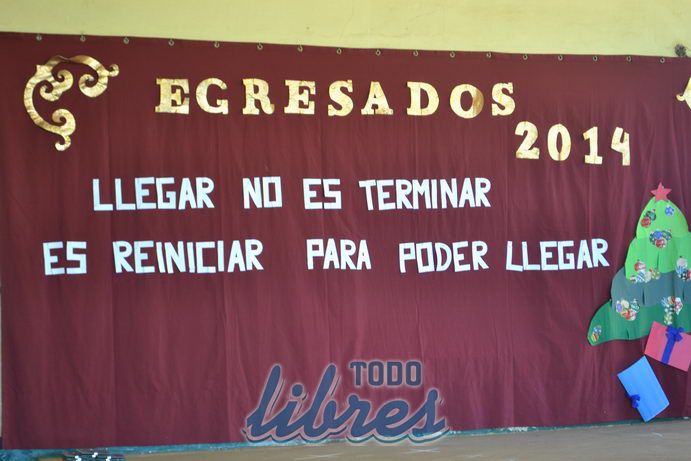 EGRESADOS
2014
LLEGAR NO ES TERMINAR
ES REINICIAR PARA PODER LLEGAR
TODO
libres